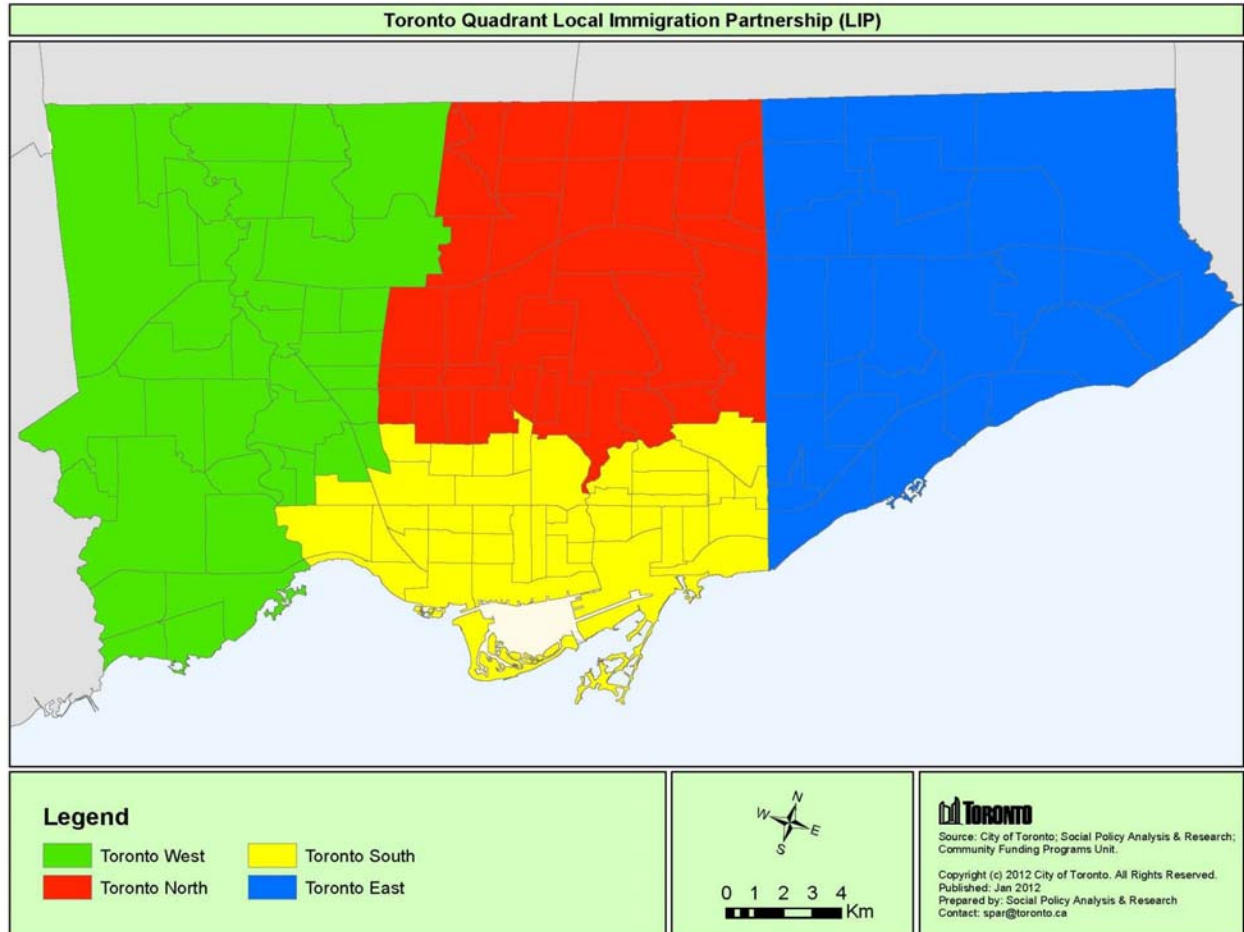 Toronto Quadrant Local Immigration Partnership (LIP)
Legend
Toronto West
Toronto South
Toronto North
Toronto East
N
W
E
S
0 1 2 3 4
Km
TORONTO
Source: City of Toronto; Social Policy Analysis & Research;
Community Funding Programs Unit.
Copyright (c) 2012 City of Toronto. All Rights Reserved.
Published: Jan 2012
Prepared by: Social Policy Analysis & Research
Contact: spar@toronto.ca